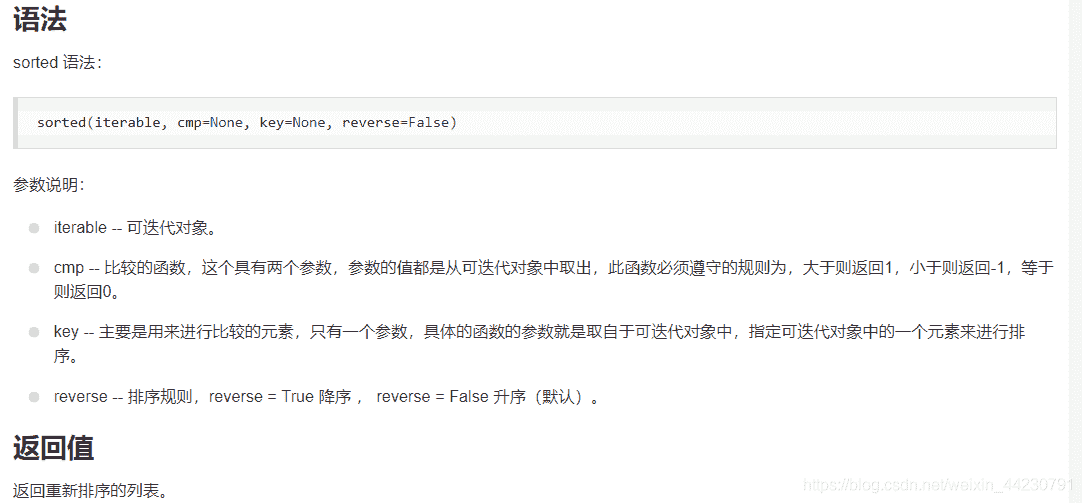 语法
sorted 语法：
sorted(iterable, cmp=None, key=None, reverse=False)
参数说明：
iterable -- 可迭代对象。
cmp -- 比较的函数，这个具有两个参数，参数的值都是从可迭代对象中取出，此函数必须遵守的规则为，大于则返回1，小于则返回-1，等于
则返回0。
key -- 主要是用来进行比较的元素，只有一个参数，具体的函数的参数就是取自于可迭代对象中，指定可迭代对象中的一个元素来进行排
序。
reverse -- 排序规则，reverse = True 降序 ， reverse = False 升序（默认）。
返回值
返回重新排序的列表。
https://blog.csdn.net/weixin_44230791